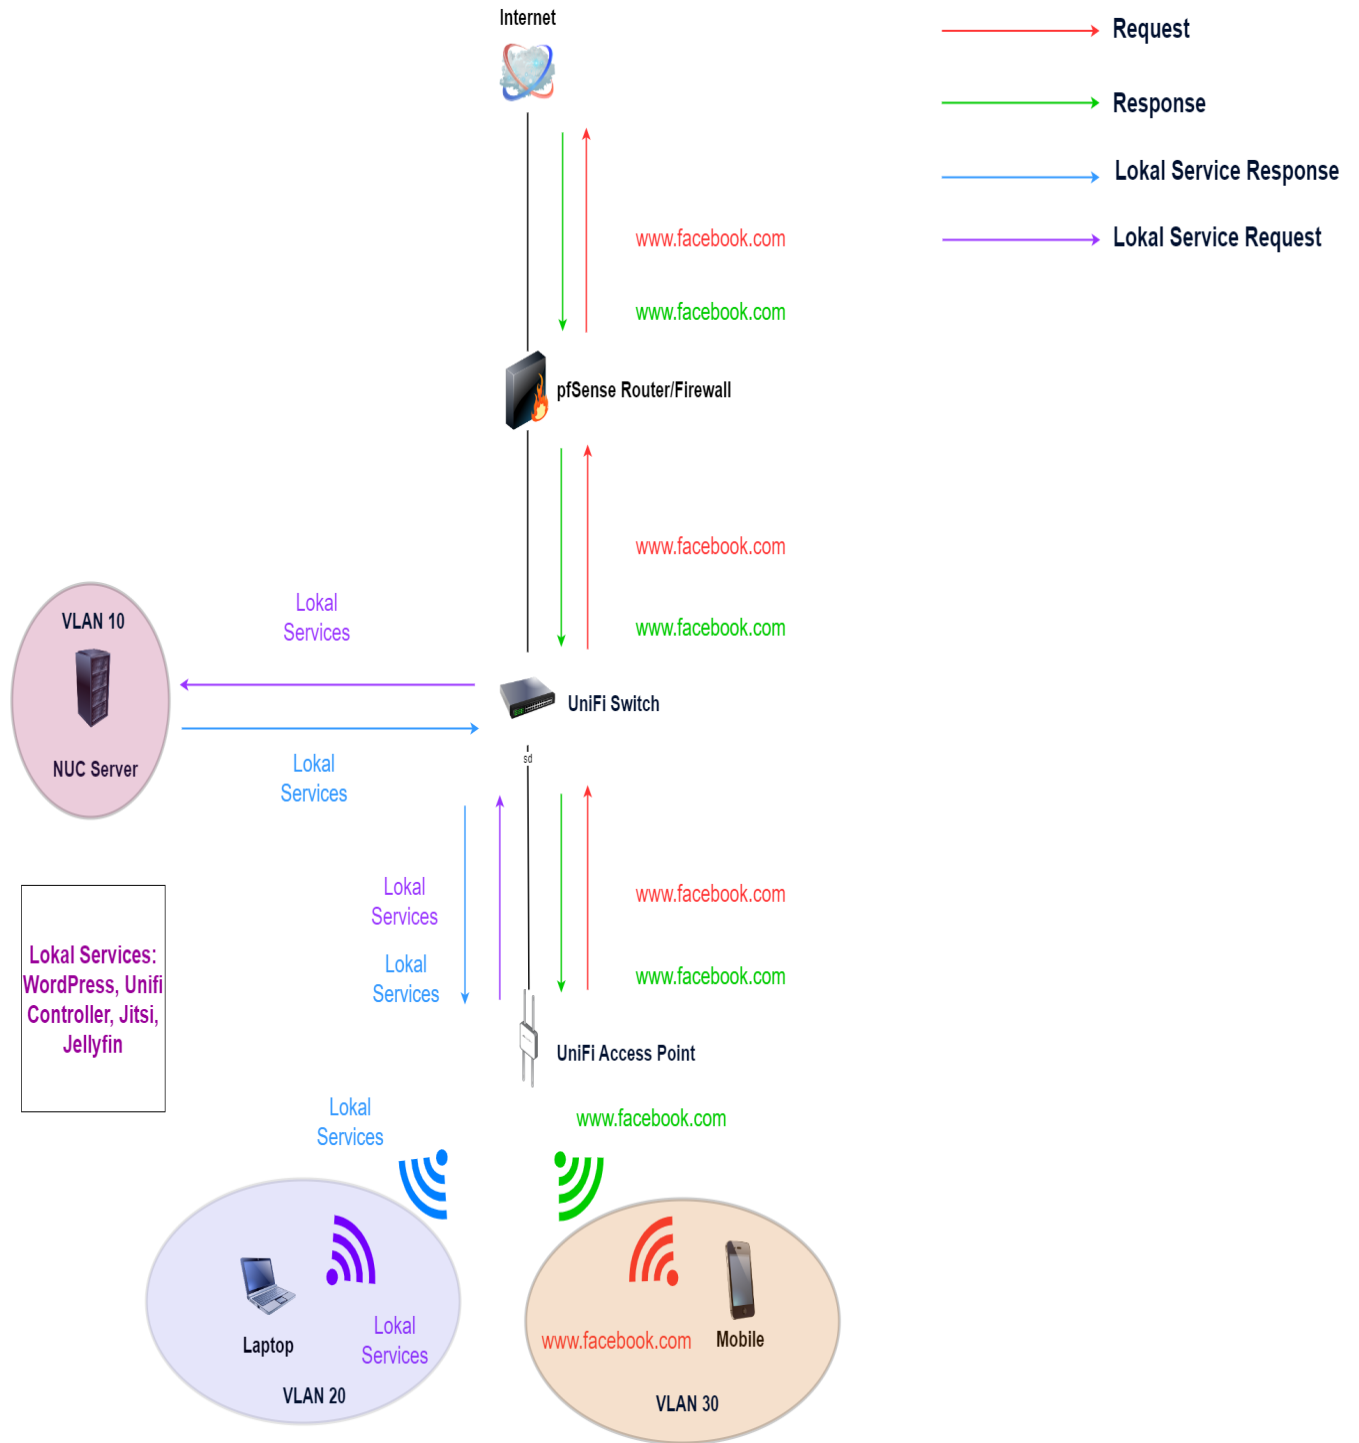 Internet
Request
Response
Lokal Service Response
Lokal Service Request
www.facebook.com
www.facebook.com
pfSense Router/Firewall
www.facebook.com
www.facebook.com
VLAN 10
NUC Server
Lokal
Services
Lokal
Services
UniFi Switch
sd
Lokal
Services
Lokal
Services
www.facebook.com
www.facebook.com
Lokal Services:
WordPress, Unifi
Controller, Jitsi,
Jellyfin
UniFi Access Point
Lokal
Services
www.facebook.com
Laptop
Lokal
Services
VLAN 20
www.facebook.com
Mobile
VLAN 30